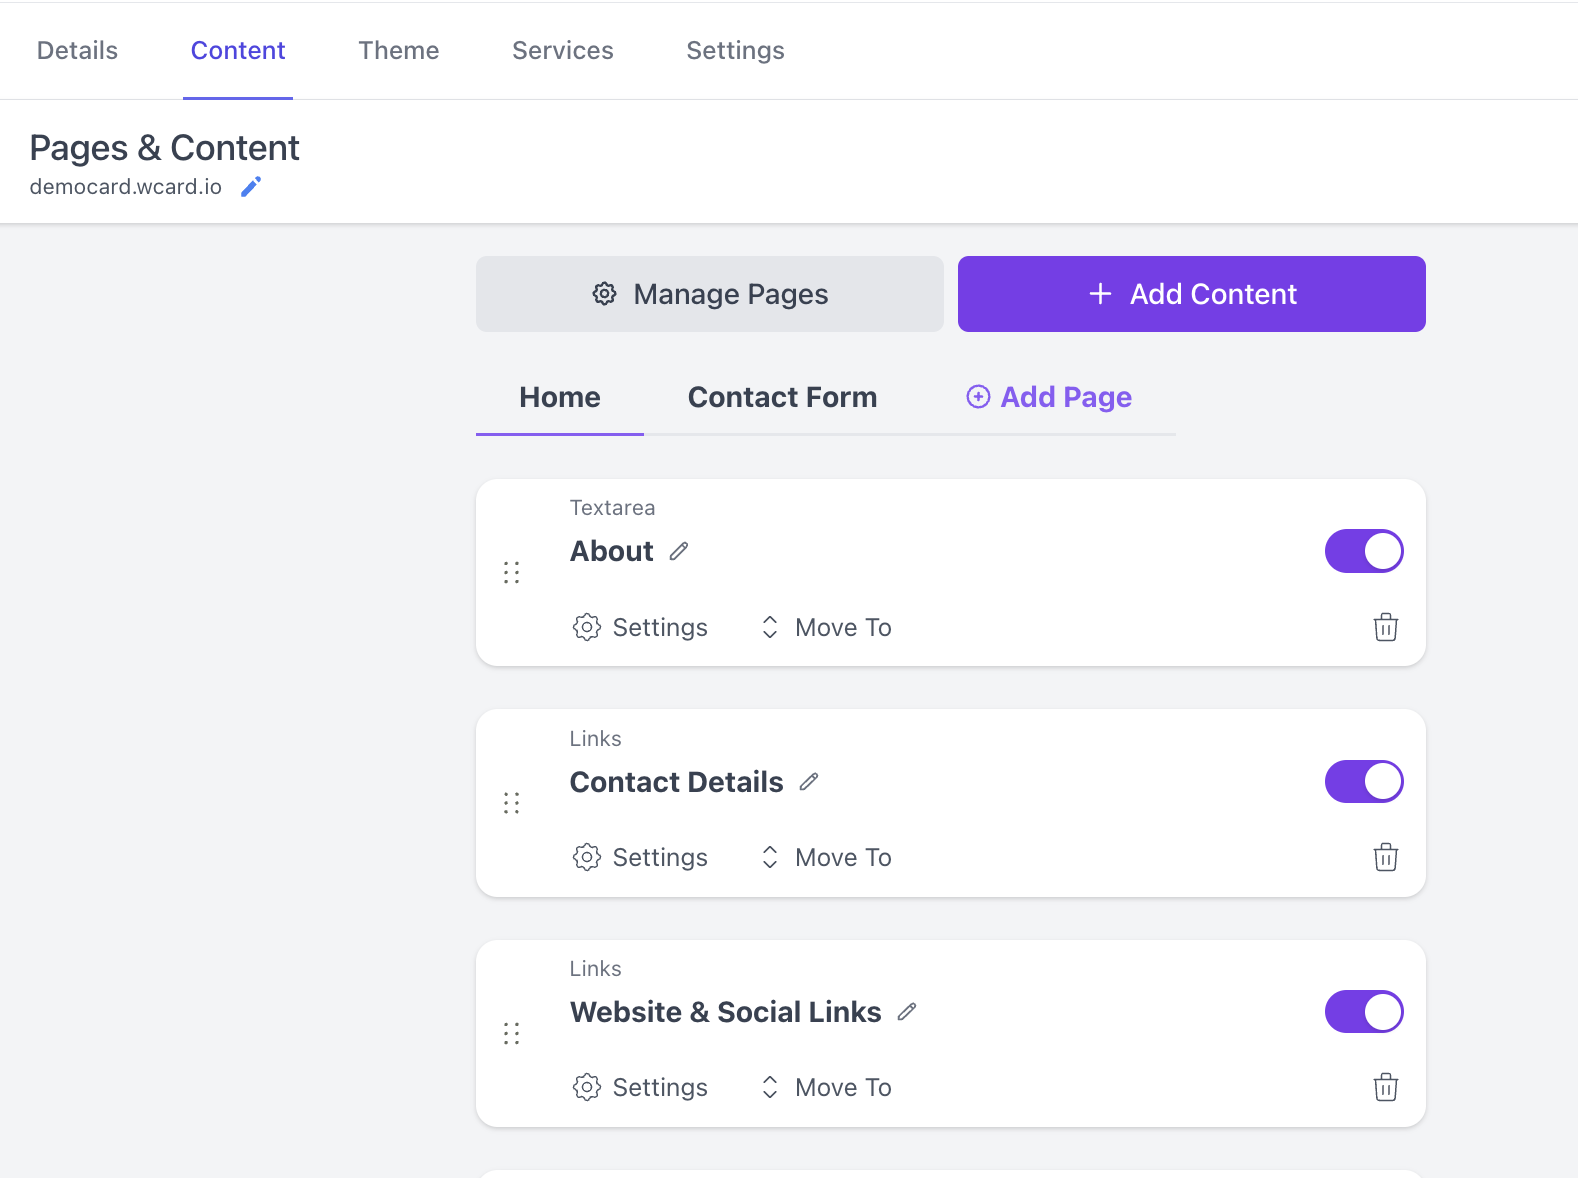 Details Content Theme Services Settings
Pages & Content
democard.wcard.io
Manage Pages + Add Content
Home Contact Form Add Page
Textarea
About
Settings Move To
Links
Contact Details
Settings Move To
Links
Website & Social Links
Settings Move To